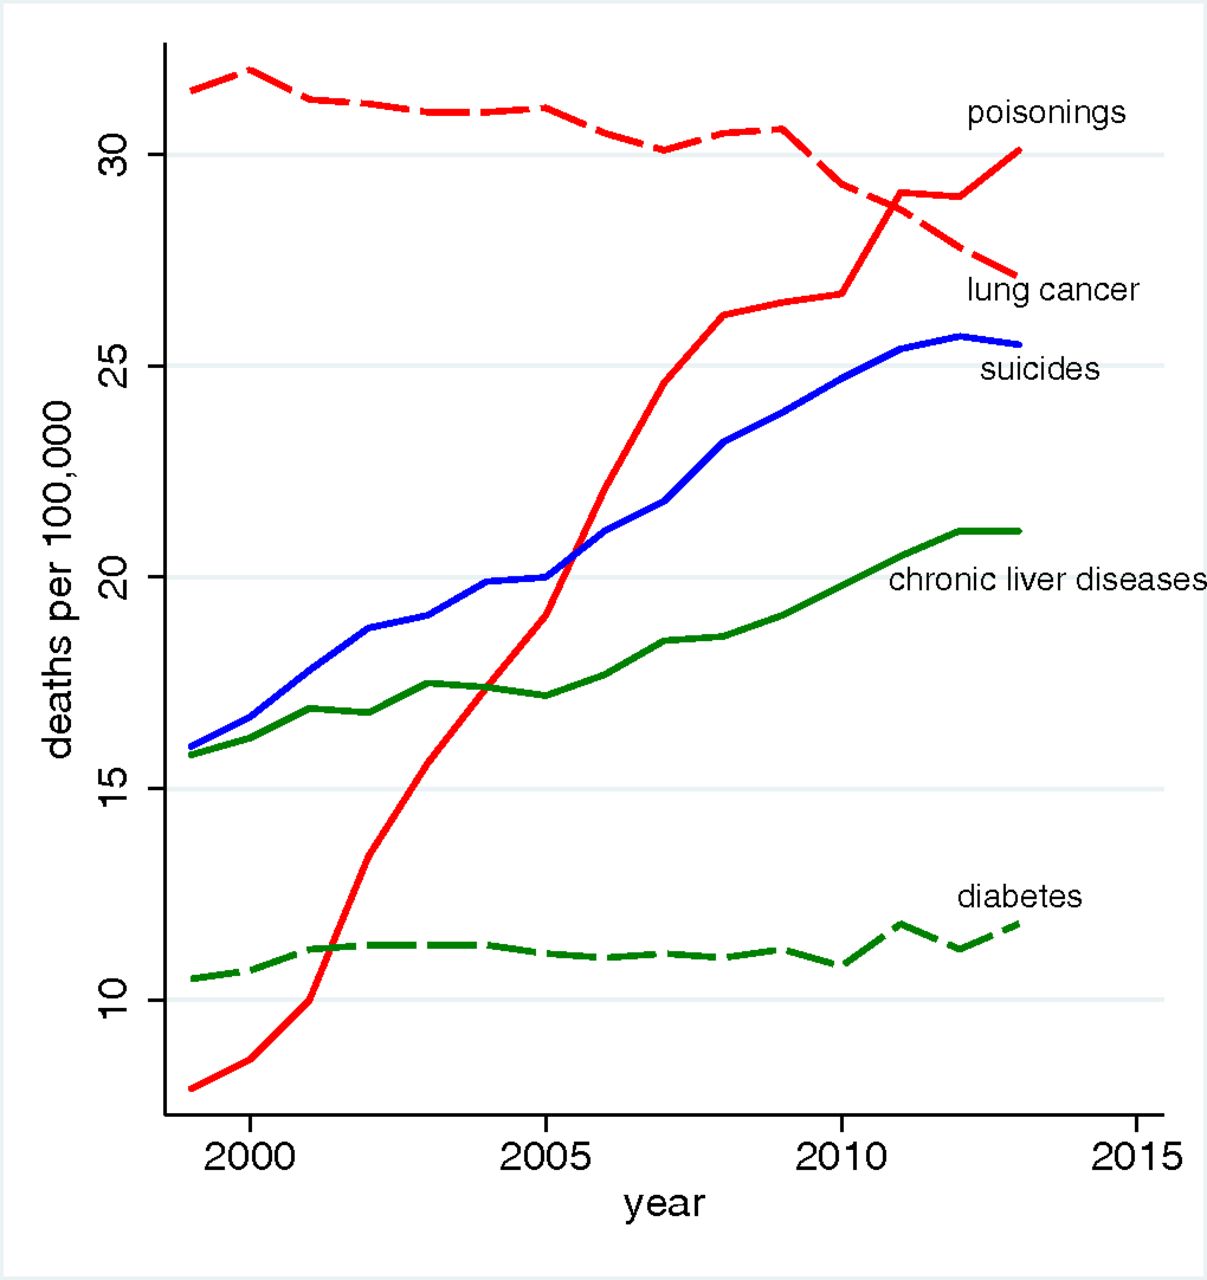 poisonings
30
lung cancer
25
suicides
deaths per 100,000
20
chronic liver diseases
15
diabetes
10
2000 2005 2010 2015
year